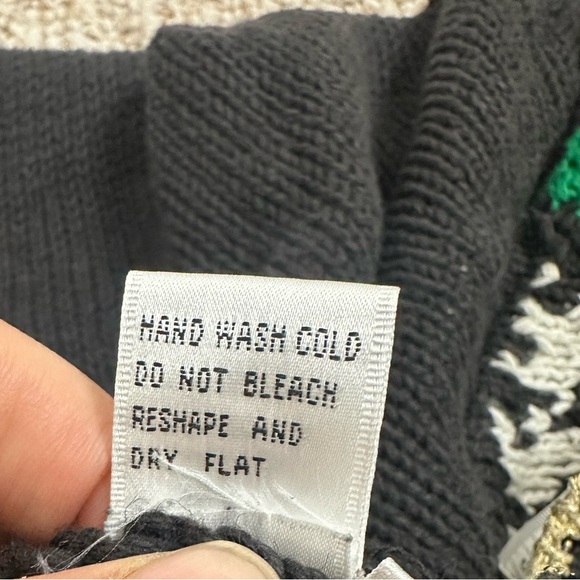 HAND WASH COLD
DO NOT BLEACH
RESHAPE AND
DRY FLAT